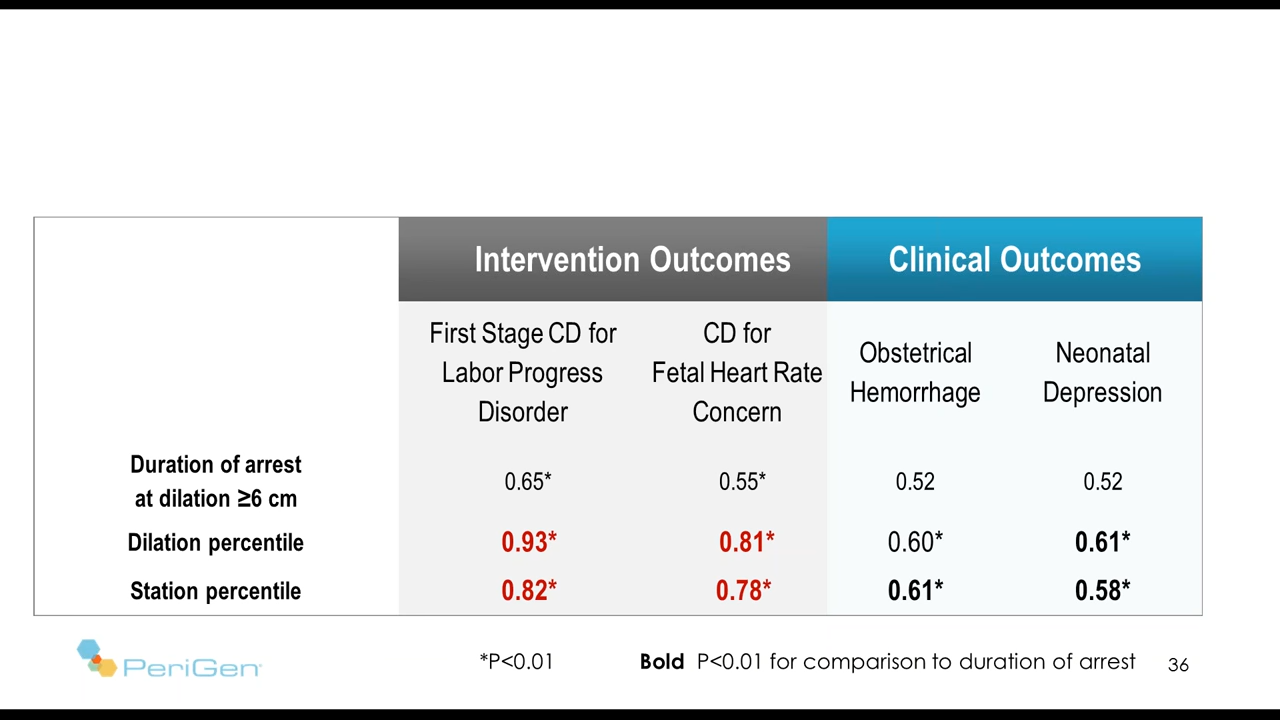 Intervention Outcomes
Clinical Outcomes
First Stage CD for
Labor Progress
Disorder
CD for
Fetal Heart Rate
Concern
Obstetrical
Hemorrhage
Neonatal
Depression
Duration of arrest
at dilation ≥6 cm
0.65*
0.55*
0.52
0.52
Dilation percentile
0.93*
0.81*
0.60*
0.61*
Station percentile
0.82*
0.78*
0.61*
0.58*
PeriGen
*P<0.01
Bold P<0.01 for comparison to duration of arrest
36